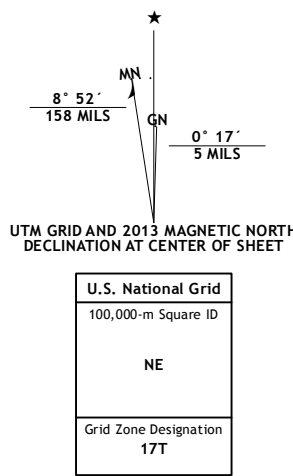 ★
MN
GN
8° 52´
158 MILS
0° 17´
5 MILS
UTM GRID AND 2013 MAGNETIC NORTH
DECLINATION AT CENTER OF SHEET
U.S. National Grid
100,000-m Square ID
NE
Grid Zone Designation
17T